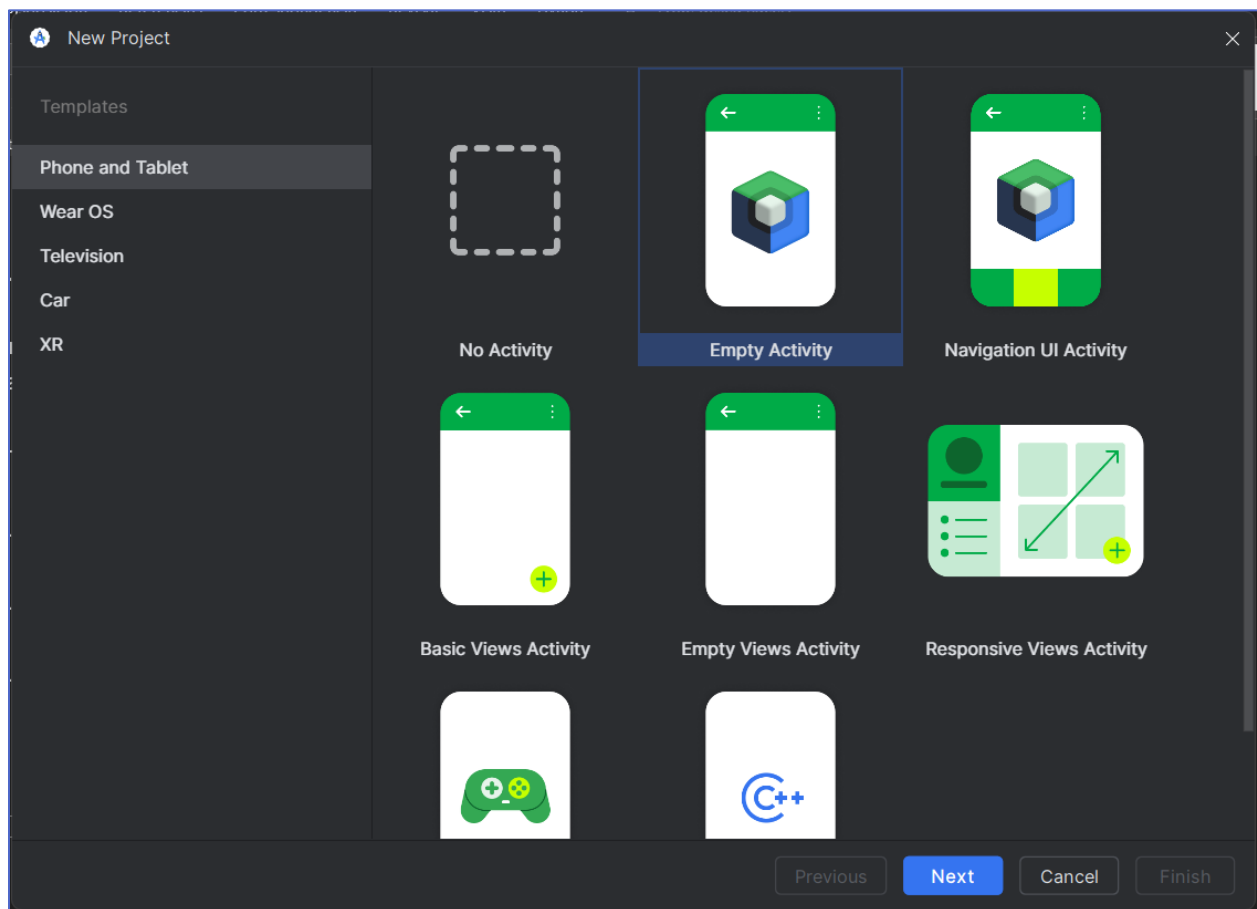 New Project
Templates
Phone and Tablet
Wear OS
Television
Car
XR
No Activity
Empty Activity
Navigation UI Activity
Basic Views Activity
Empty Views Activity
Responsive Views Activity
C++
Previous
Next
Cancel
Finish